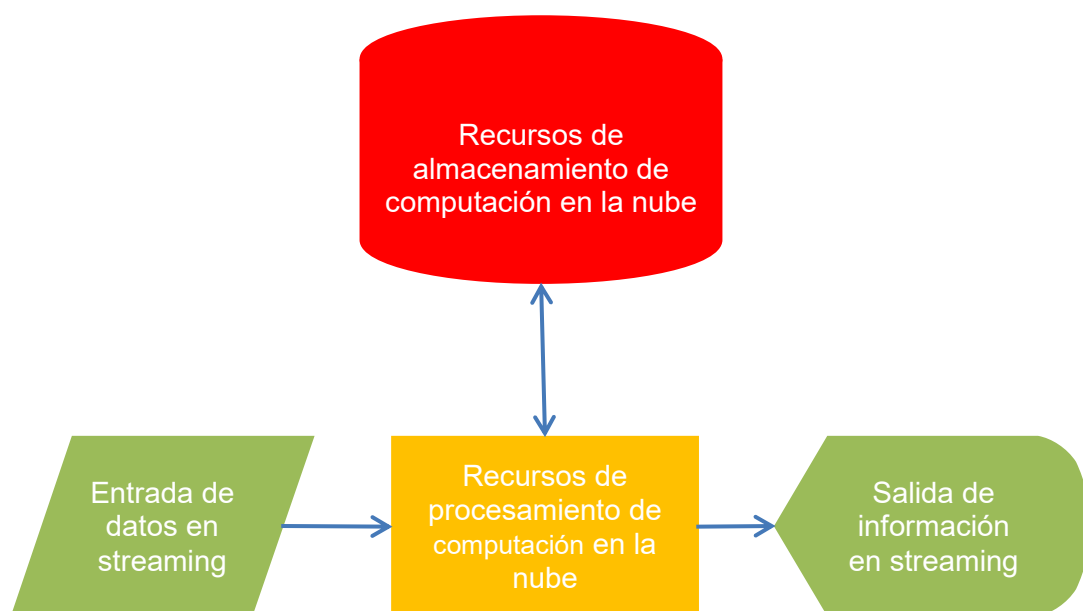 Recursos de
almacenamiento de
computación en la nube
Entrada de
datos en
streaming
Recursos de
procesamiento de
computación en la
nube
Salida de
información
en streaming